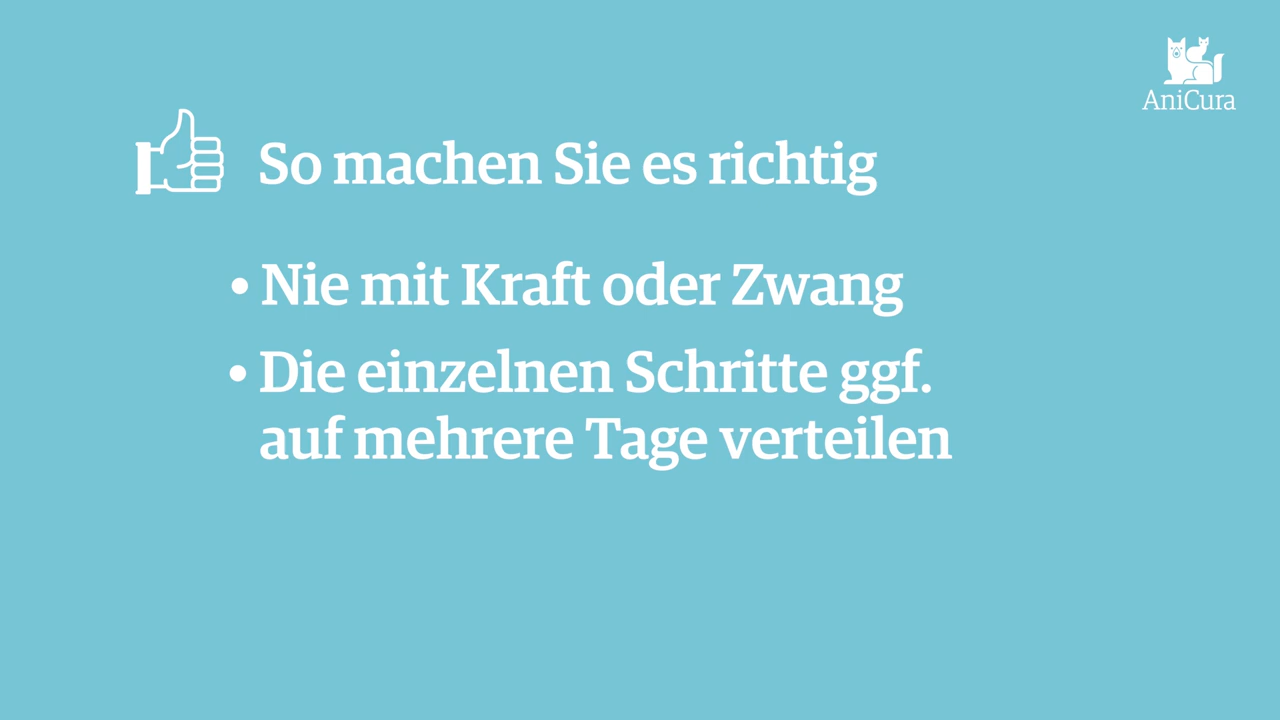 AniCura
So machen Sie es richtig
• Nie mit Kraft oder Zwang
• Die einzelnen Schritte ggf.
auf mehrere Tage verteilen